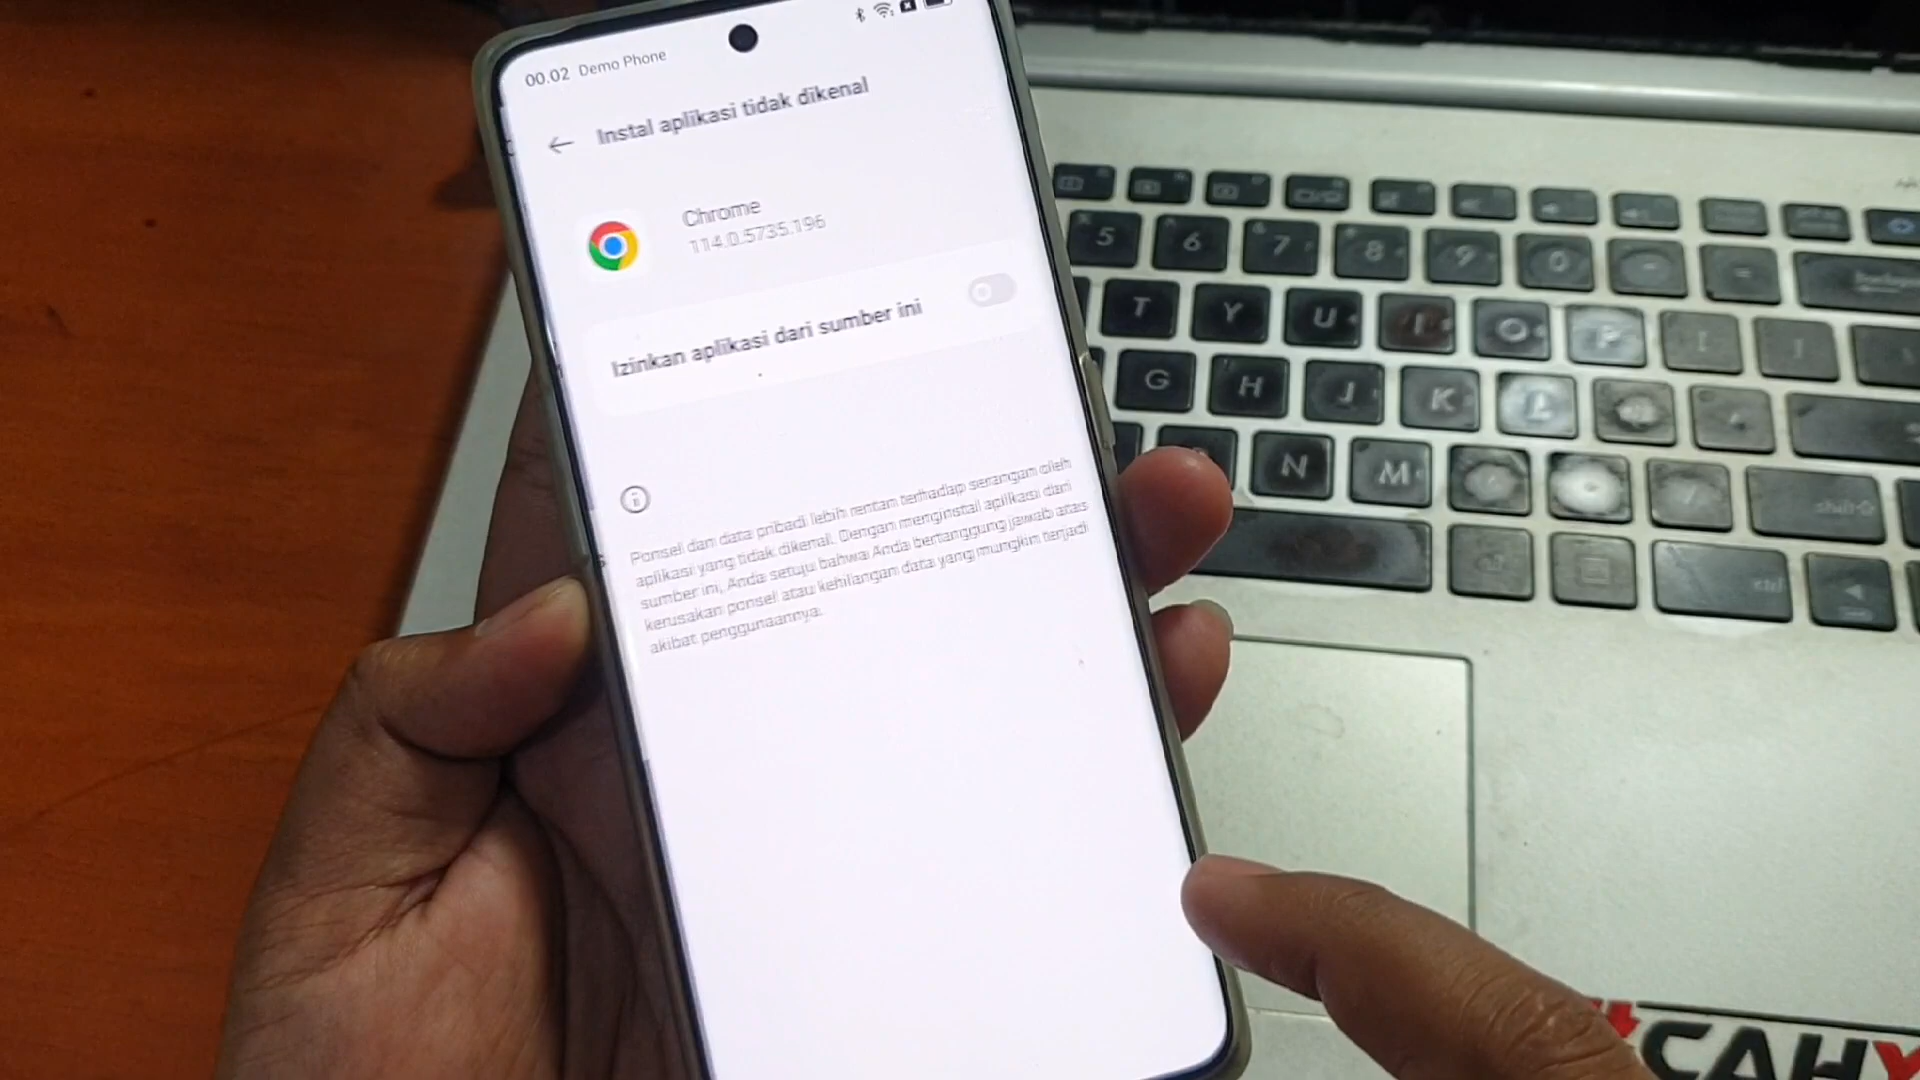 00.02 Demo Phone
Instal aplikasi tidak dikenal
Chrome
114.0.5735.196
Izinkan aplikasi dari sumber ini
Ponsel dan data pribadi lebih rentan terhadap serangan oleh
aplikasi yang tidak dikenal. Dengan menginstal aplikasi dari
sumber ini, Anda setuju bahwa Anda bertanggung jawab atas
kerusakan ponsel atau kehilangan data yang mungkin terjadi
akibat penggunaannya.
5 6 7 8 9 0 - =
T Y U I O P [ ]
G H J K L
N M
shift
ctrl
CAHY